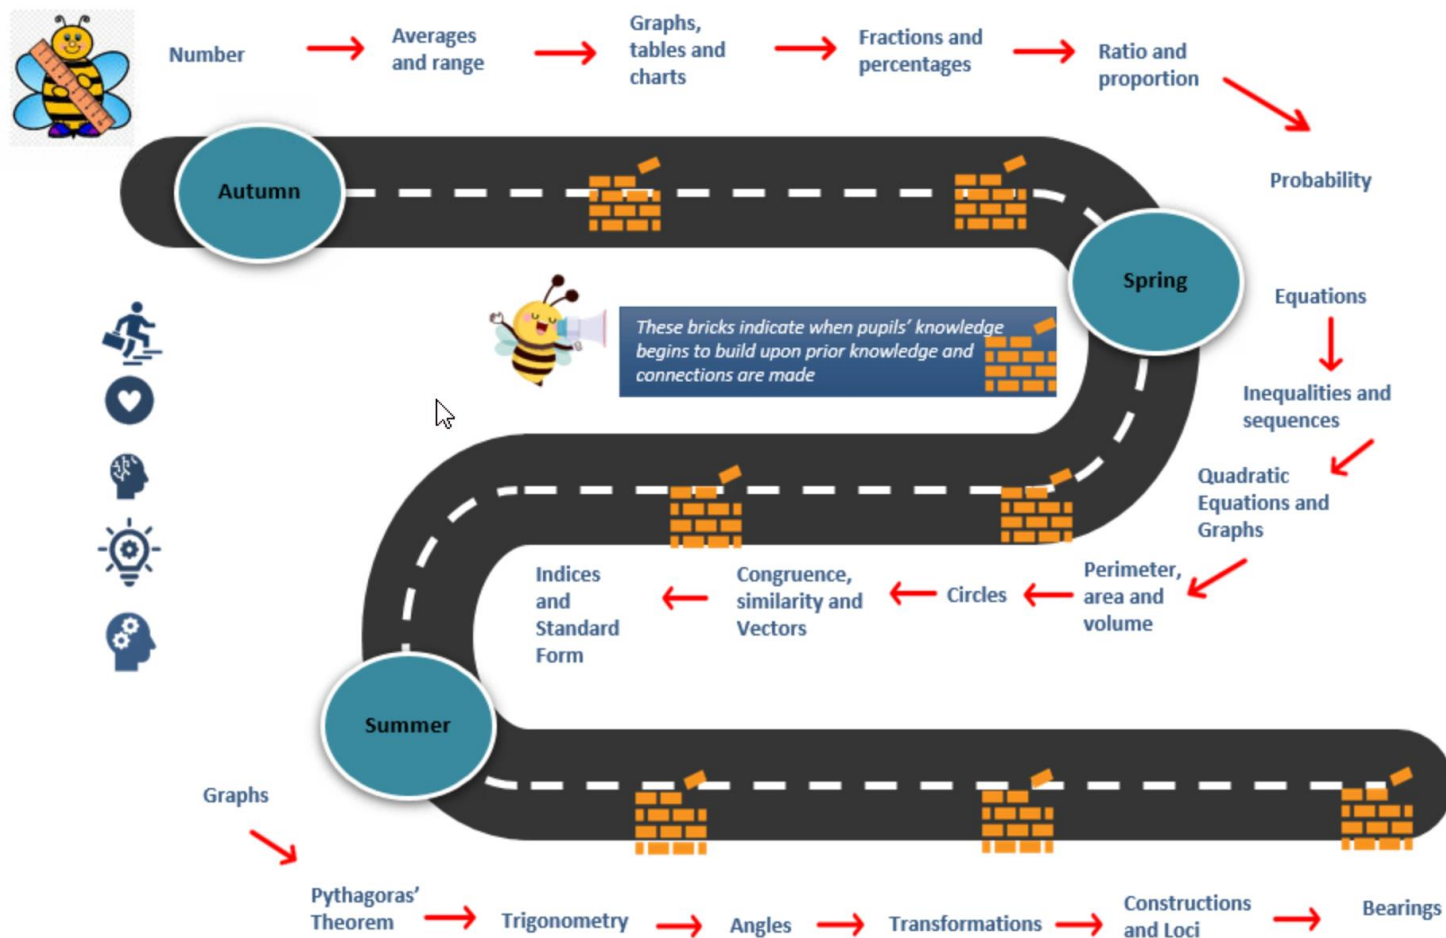 Number
Averages
and range
Graphs,
tables and
charts
Fractions and
percentages
Ratio and
proportion
Autumn
Probability
Spring
Equations
These bricks indicate when pupils’ knowledge
begins to build upon prior knowledge and
connections are made
Inequalities and
sequences
Quadratic
Equations and
Graphs
Perimeter,
area and
volume
Circles
Congruence,
similarity and
Vectors
Indices
and
Standard
Form
Summer
Graphs
Pythagoras’
Theorem
Trigonometry
Angles
Transformations
Constructions
and Loci
Bearings